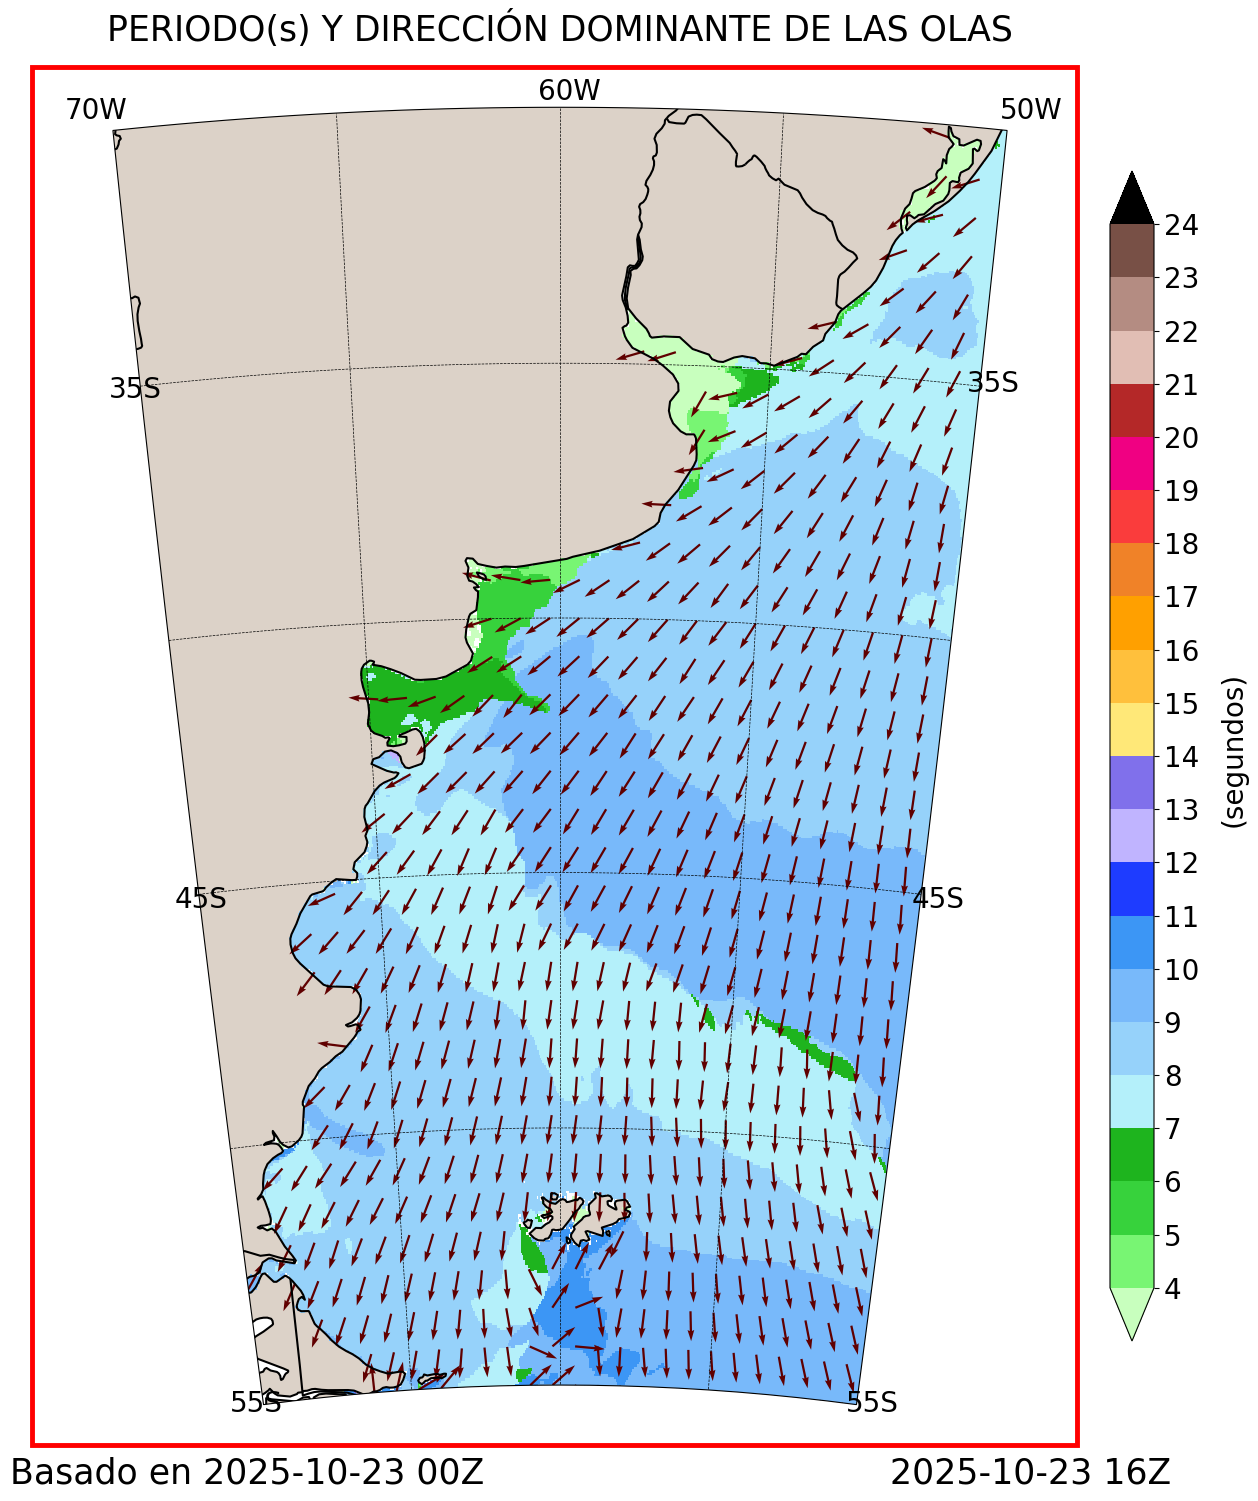 PERIODO(s) Y DIRECCIÓN DOMINANTE DE LAS OLAS
70W
60W
50W
35S
35S
45S
45S
55S
55S
24
23
22
21
20
19
18
17
16
15
14
13
12
11
10
9
8
7
6
5
4
(segundos)
Basado en 2025-10-23 00Z
2025-10-23 16Z